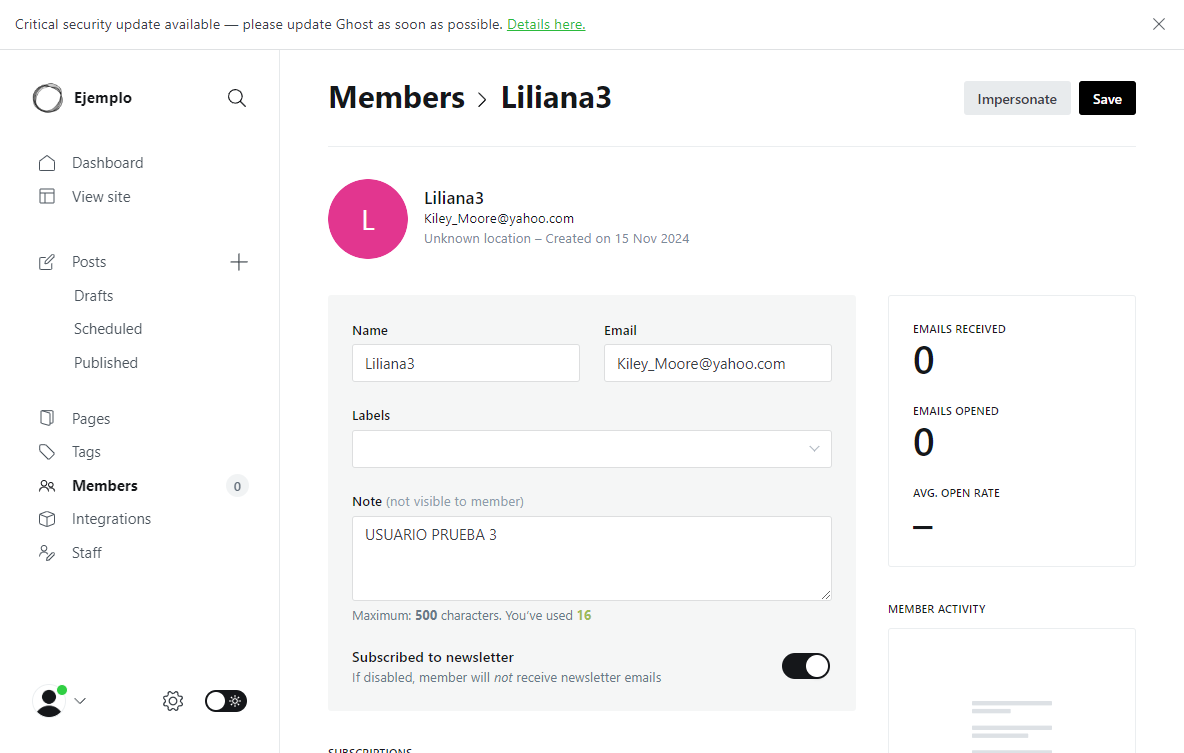 Critical security update available — please update Ghost as soon as possible. Details here.
Ejemplo
Dashboard
View site
Posts
Drafts
Scheduled
Published
Pages
Tags
Members 0
Integrations
Staff
Members › Liliana3
Impersonate
Save
L
Liliana3
Kiley_Moore@yahoo.com
Unknown location – Created on 15 Nov 2024
Name
Liliana3
Email
Kiley_Moore@yahoo.com
Labels
Note (not visible to member)
USUARIO PRUEBA 3
Maximum: 500 characters. You’ve used 16
Subscribed to newsletter
If disabled, member will not receive newsletter emails
SUBSCRIPTIONS
EMAILS RECEIVED
0
EMAILS OPENED
0
AVG. OPEN RATE
–
MEMBER ACTIVITY